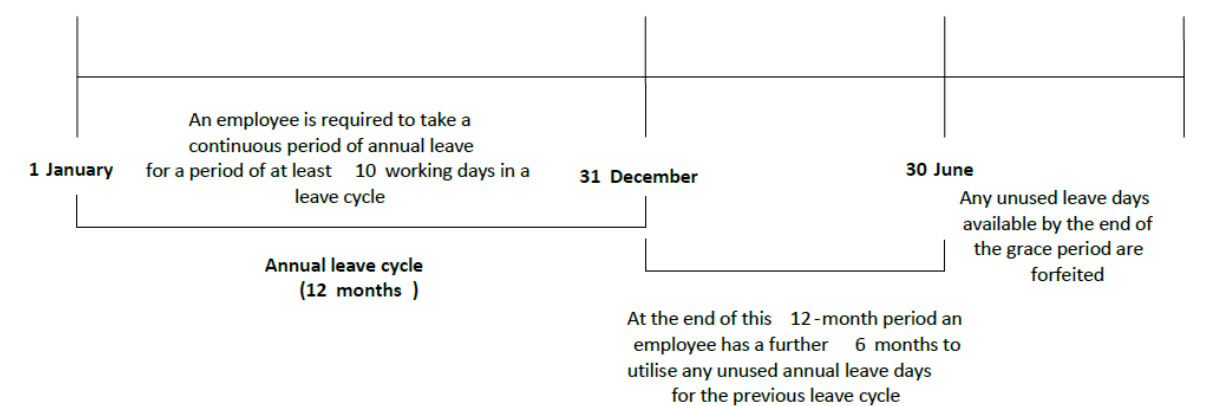 An employee is required to take a
continuous period of annual leave
for a period of at least 10 working days in a
leave cycle
1 January
31 December
30 June
Any unused leave days
available by the end of
the grace period are
forfeited
Annual leave cycle
(12 months )
At the end of this 12-month period an
employee has a further 6 months to
utilise any unused annual leave days
for the previous leave cycle